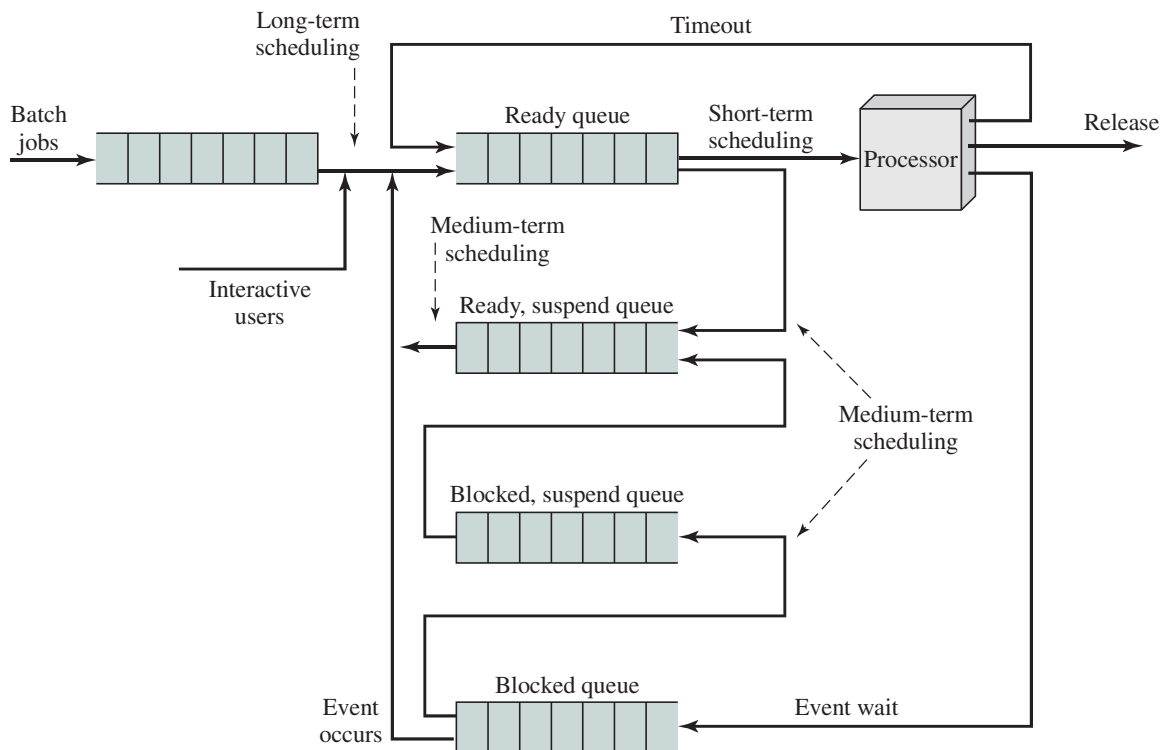 Timeout
Long-term
scheduling
Batch
jobs
Ready queue
Short-term
scheduling
Processor
Release
Medium-term
scheduling
Interactive
users
Ready, suspend queue
Medium-term
scheduling
Blocked, suspend queue
Blocked queue
Event
occurs
Event wait